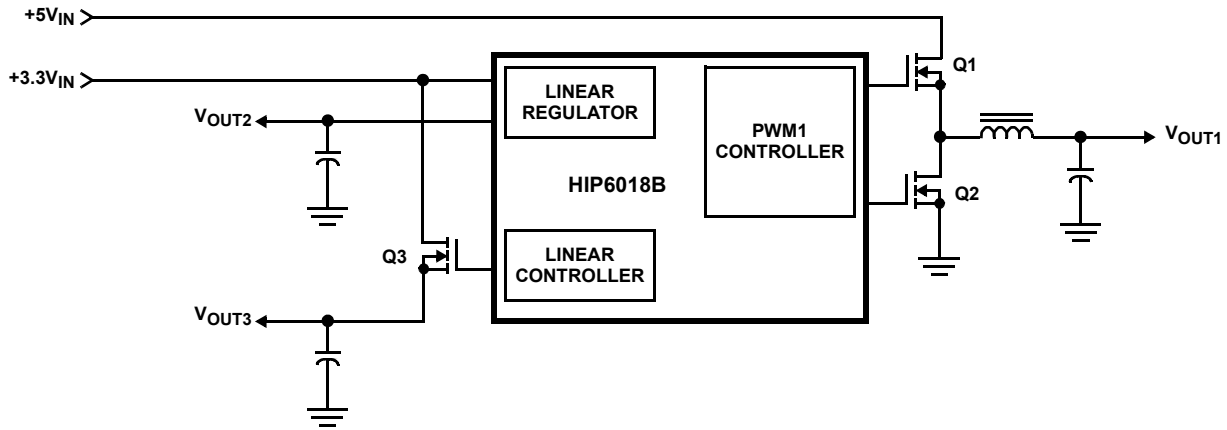 +5VIN
Q1
+3.3VIN
LINEAR
REGULATOR
PWM1
CONTROLLER
VOUT2
VOUT1
HIP6018B
Q2
Q3
LINEAR
CONTROLLER
VOUT3